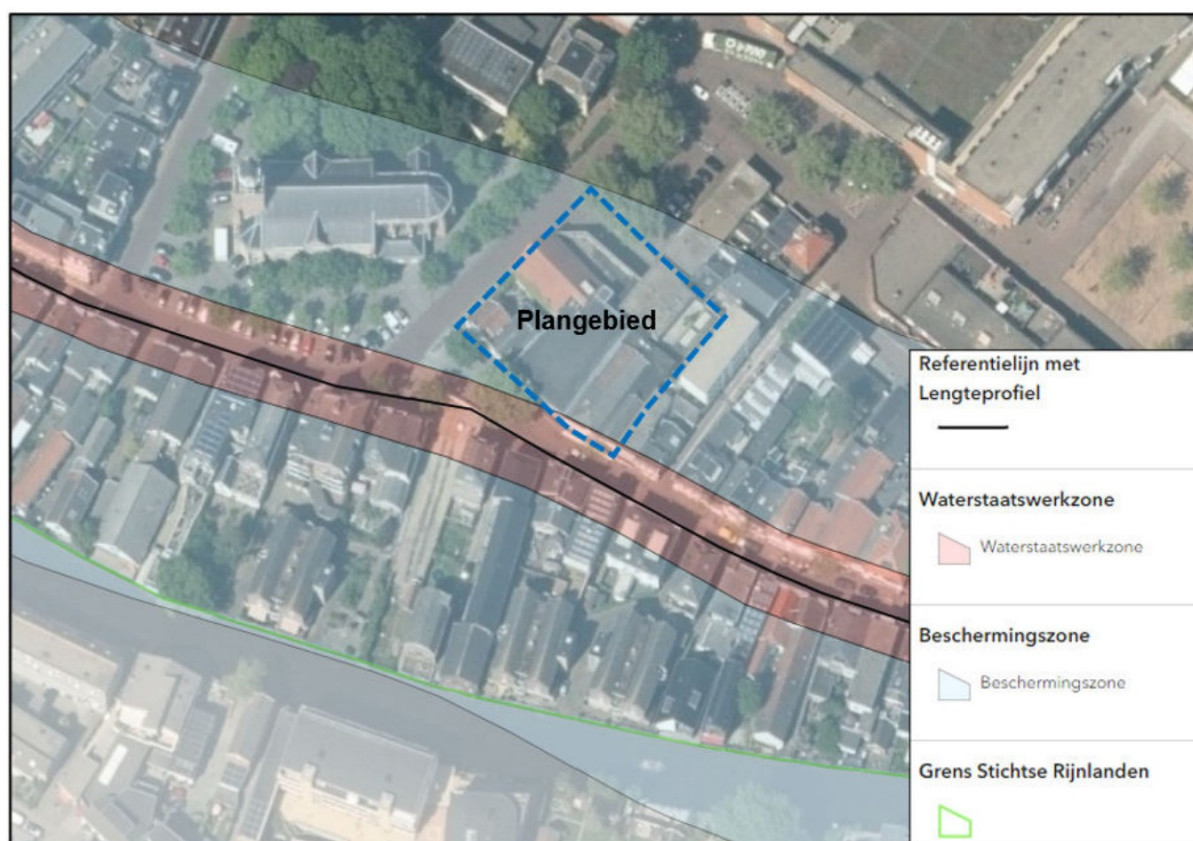 Plangebied
Referentielijn met
Lengteprofiel
Waterstaatswerkzone
Waterstaatswerkzone
Beschermingszone
Beschermingszone
Grens Stichtse Rijnlanden